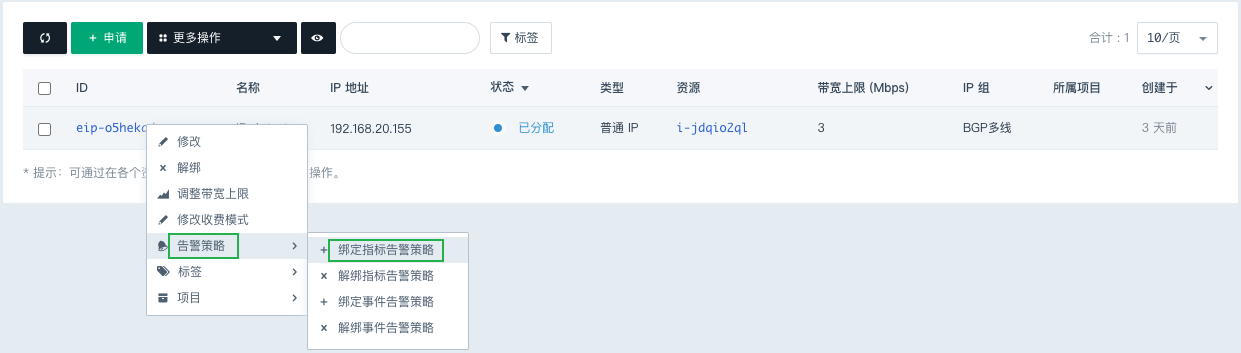 + 申请 更多操作 标签 合计 : 1 10/页
ID 名称 IP 地址 状态 类型 资源 带宽上限 (Mbps) IP 组 所属项目 创建于
192.168.20.155 已分配 普通 IP i-jdqioZql 3 BGP多线 3 天前
修改
* 提示：可通过在各个 操作。
解绑
调整带宽上限
修改收费模式
告警策略
+ 绑定指标告警策略
标签
× 解绑指标告警策略
项目
+ 绑定事件告警策略
× 解绑事件告警策略